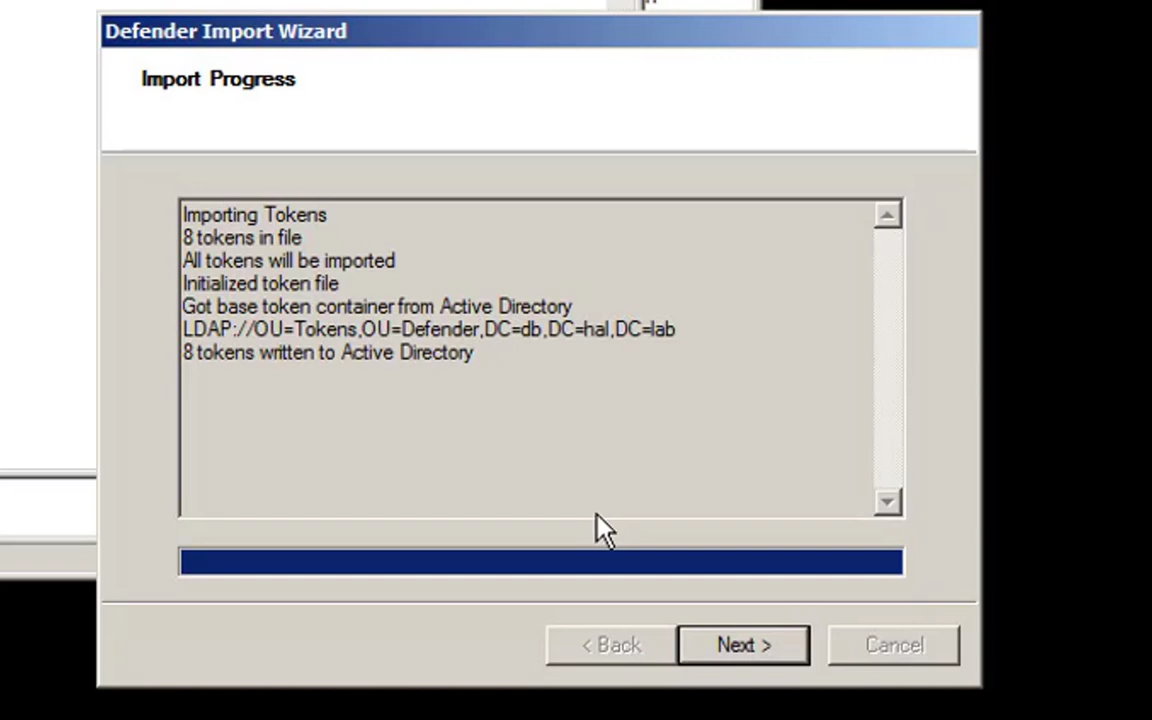 Defender Import Wizard
Import Progress
Importing Tokens
8 tokens in file
All tokens will be imported
Initialized token file
Got base token container from Active Directory
LDAP://OU=Tokens,OU=Defender,DC=db,DC=hal,DC=lab
8 tokens written to Active Directory
< Back
Next >
Cancel